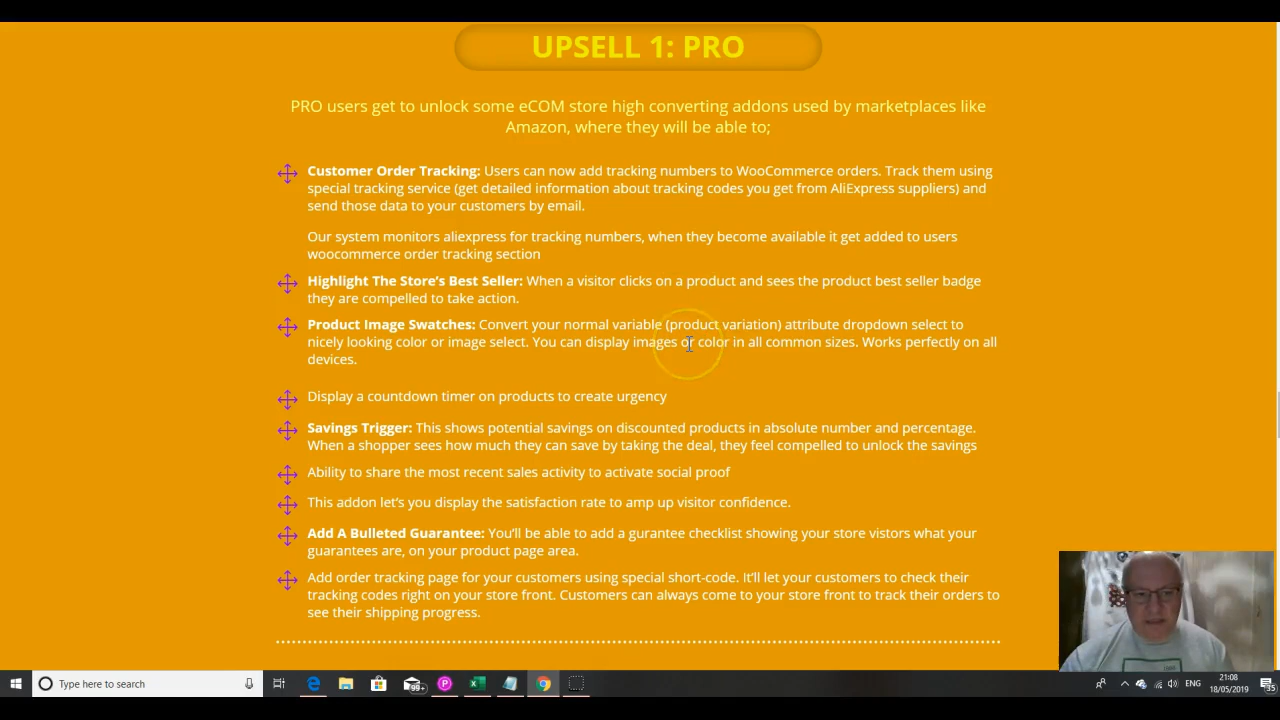 UPSELL 1: PRO
PRO users get to unlock some eCOM store high converting addons used by marketplaces like
Amazon, where they will be able to;
Customer Order Tracking: Users can now add tracking numbers to WooCommerce orders. Track them using
special tracking service (get detailed information about tracking codes you get from AliExpress suppliers) and
send those data to your customers by email.
Our system monitors aliexpress for tracking numbers, when they become available it get added to users
woocommerce order tracking section
Highlight The Store's Best Seller: When a visitor clicks on a product and sees the product best seller badge
they are compelled to take action.
Product Image Swatches: Convert your normal variable (product variation) attribute dropdown select to
nicely looking color or image select. You can display images or color in all common sizes. Works perfectly on all
devices.
Display a countdown timer on products to create urgency
Savings Trigger: This shows potential savings on discounted products in absolute number and percentage.
When a shopper sees how much they can save by taking the deal, they feel compelled to unlock the savings
Ability to share the most recent sales activity to activate social proof
This addon let's you display the satisfaction rate to amp up visitor confidence.
Add A Bulleted Guarantee: You'll be able to add a gurantee checklist showing your store vistors what your
guarantees are, on your product page area.
Add order tracking page for your customers using special short-code. It'll let your customers to check their
tracking codes right on your store front. Customers can always come to your store front to track their orders to
see their shipping progress.
Type here to search
99+
ENG
21:08
18/05/2019
35